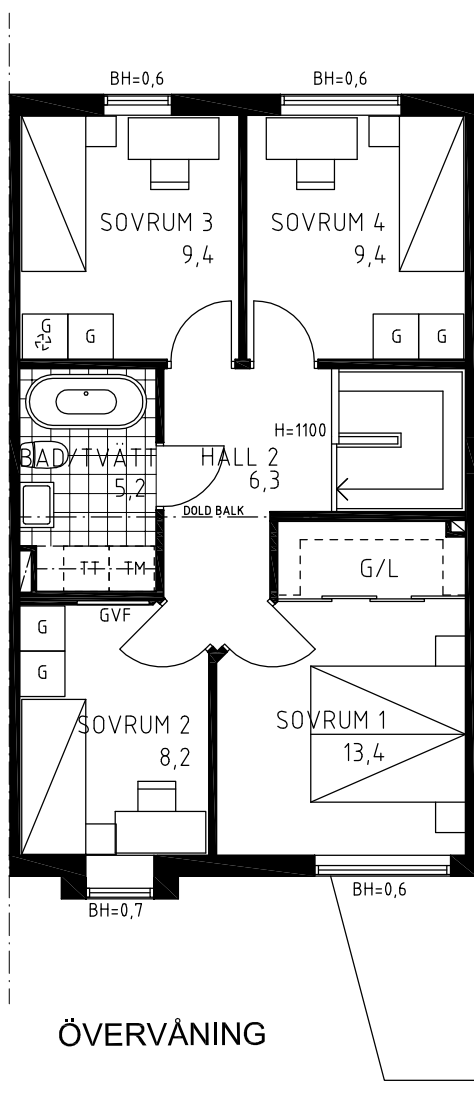 BH=0,6
BH=0,6
SOVRUM 3
9,4
SOVRUM 4
9,4
G
G
G
G
H=1100
BAD/TVÄTT
5,2
HALL 2
6,3
DOLD BALK
TT
TM
G/L
GVF
G
G
SOVRUM 2
8,2
SOVRUM 1
13,4
BH=0,6
BH=0,7
ÖVERVÅNING